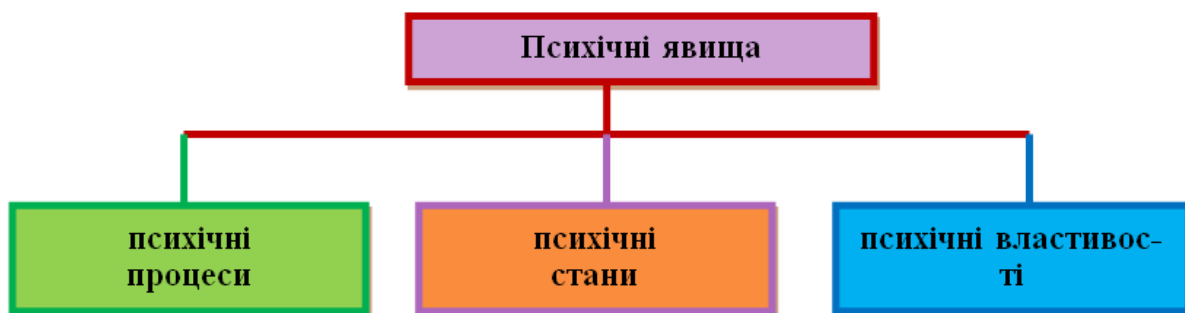 Психічні явища
психічні
процеси
психічні
стани
психічні властивос-
ті